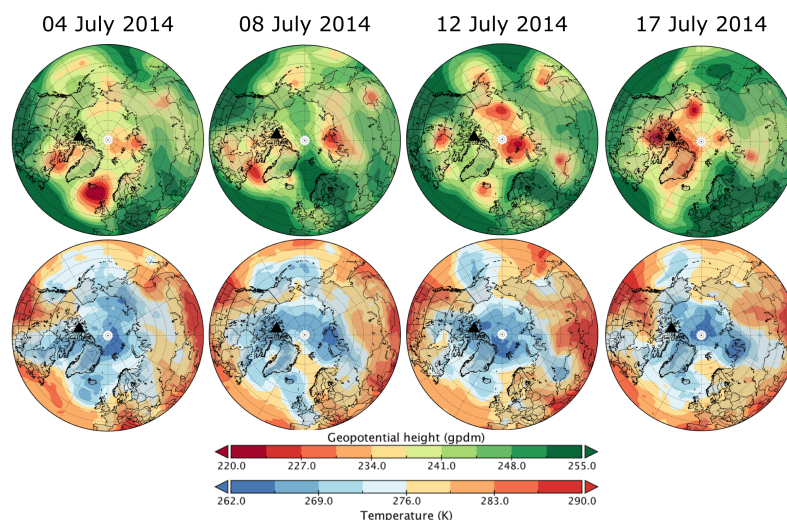 04 July 2014
08 July 2014
12 July 2014
17 July 2014
Geopotential height (gpdm)
220.0 227.0 234.0 241.0 248.0 255.0
262.0 269.0 276.0 283.0 290.0
Temperature (K)